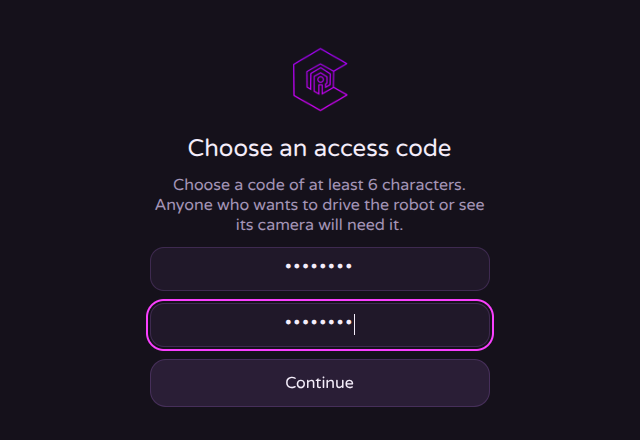 Choose an access code
Choose a code of at least 6 characters.
Anyone who wants to drive the robot or see
its camera will need it.
••••••••
••••••••
Continue